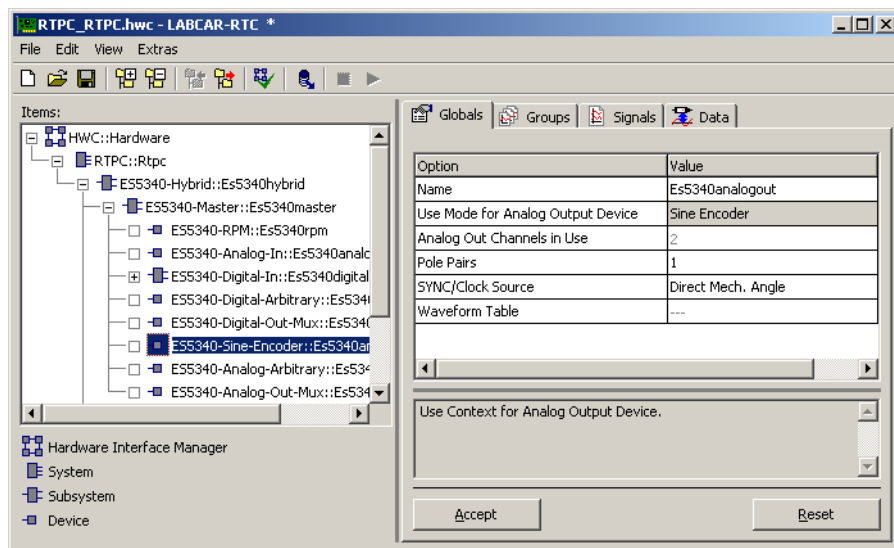 RTPC_RTPC.hwc - LABCAR-RTC *
File Edit View Extras
Items:
HWC::Hardware
RTPC::Rtpc
ES5340-Hybrid::Es5340hybrid
ES5340-Master::Es5340master
ES5340-RPM::Es5340rpm
ES5340-Analog-In::Es5340analo
ES5340-Digital-In::Es5340digital
ES5340-Digital-Arbitrary::Es534
ES5340-Digital-Out-Mux::Es534
ES5340-Sine-Encoder::Es5340ar
ES5340-Analog-Arbitrary::Es534
ES5340-Analog-Out-Mux::Es534
Hardware Interface Manager
System
Subsystem
Device
Globals Groups Signals Data
Option Value
Name Es5340analogout
Use Mode for Analog Output Device Sine Encoder
Analog Out Channels in Use 2
Pole Pairs 1
SYNC/Clock Source Direct Mech. Angle
Waveform Table ---
Use Context for Analog Output Device.
Accept Reset